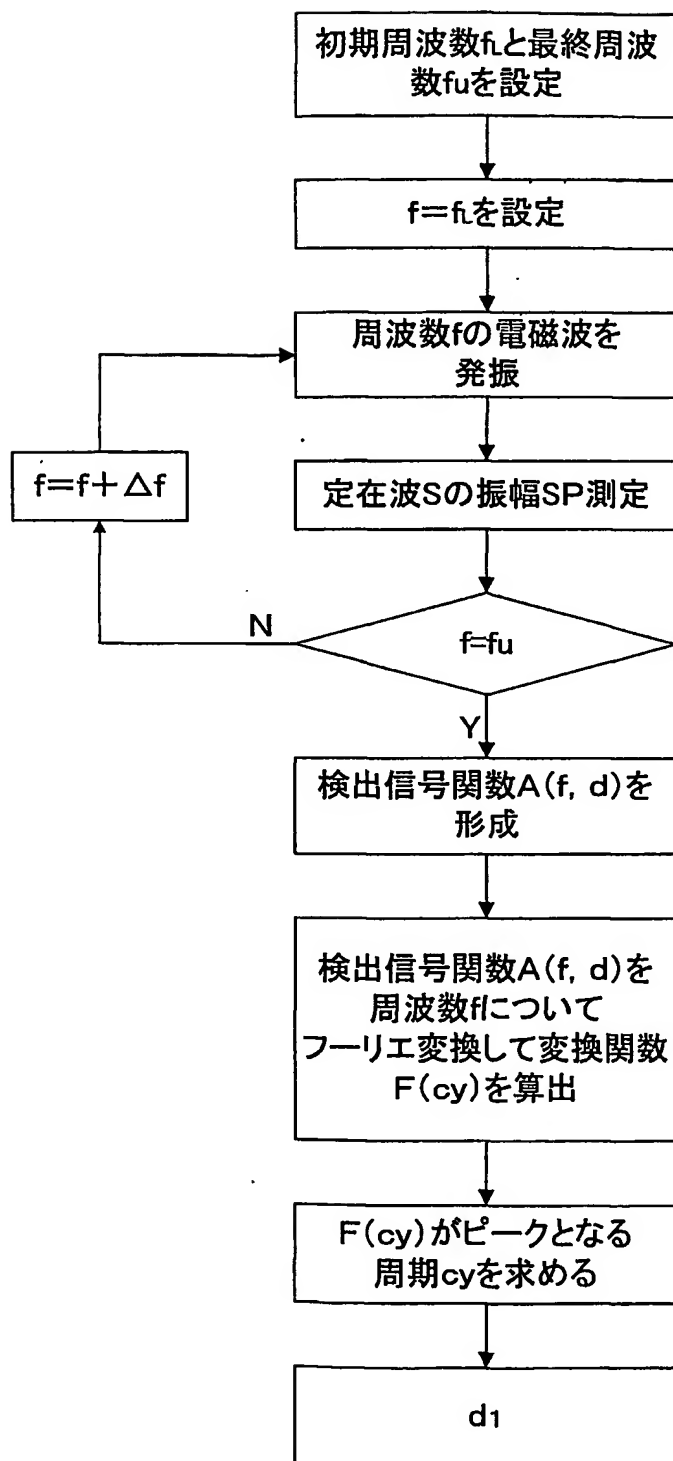 初期周波数fLと最終周波
数fuを設定
f=fLを設定
周波数fの電磁波を
発振
f=f+△f
定在波Sの振幅SP測定
N
f=fu
Y
検出信号関数A(f, d)を
形成
検出信号関数A(f, d)を
周波数fについて
フーリエ変換して変換関数
F(cy)を算出
F(cy)がピークとなる
周期cyを求める
d1